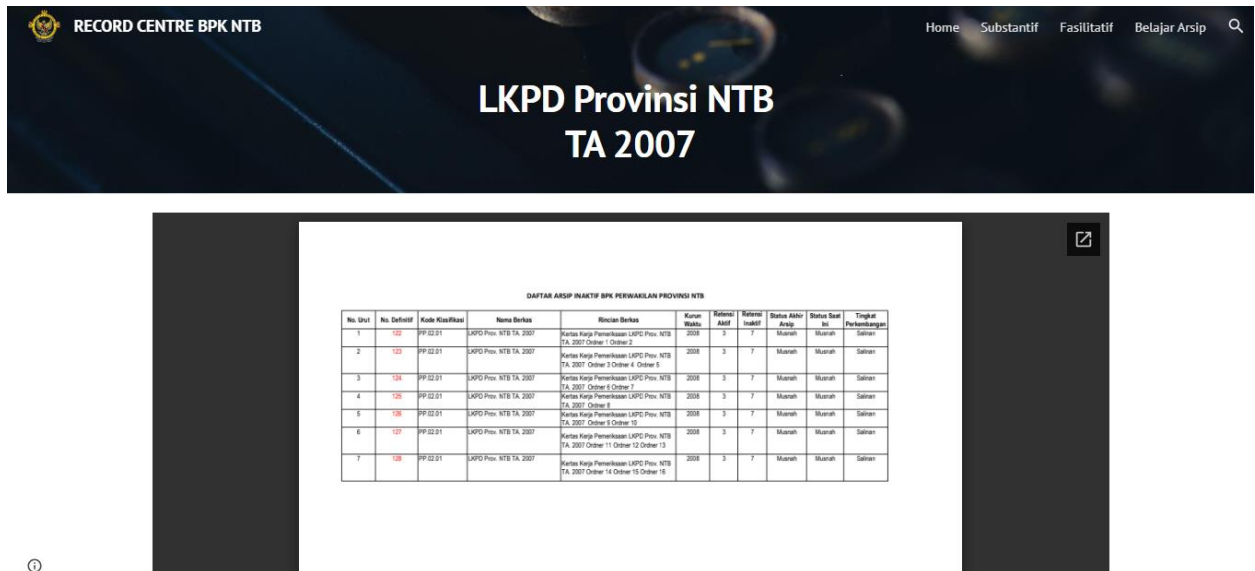 RECORD CENTRE BPK NTB
Home Substantif Fasilitatif Belajar Arsip
LKPD Provinsi NTB
TA 2007
DAFTAR ARSIP INAKTIF BPK PERWAKILAN PROVINSI NTB
No. Urut No. Definitif Kode Klasifikasi Nama Berkas Rincian Berkas Kurun Waktu Retensi Aktif Retensi Inaktif Status Akhir Arsip Status Saat Ini Tingkat Perkembangan
1 122 PP.02.01 LKPD Prov. NTB TA. 2007 Kertas Kerja Pemeriksaan LKPD Prov. NTB 2008 3 7 Musnah Musnah Salinan
TA. 2007 Ordner 1 Ordner 2
2 123 PP.02.01 LKPD Prov. NTB TA. 2007 Kertas Kerja Pemeriksaan LKPD Prov. NTB 2008 3 7 Musnah Musnah Salinan
TA. 2007 Ordner 3 Ordner 4 Ordner 5
3 124 PP.02.01 LKPD Prov. NTB TA. 2007 Kertas Kerja Pemeriksaan LKPD Prov. NTB 2008 3 7 Musnah Musnah Salinan
TA. 2007 Ordner 6 Ordner 7
4 125 PP.02.01 LKPD Prov. NTB TA. 2007 Kertas Kerja Pemeriksaan LKPD Prov. NTB 2008 3 7 Musnah Musnah Salinan
TA. 2007 Ordner 8
5 126 PP.02.01 LKPD Prov. NTB TA. 2007 Kertas Kerja Pemeriksaan LKPD Prov. NTB 2008 3 7 Musnah Musnah Salinan
TA. 2007 Ordner 9 Ordner 10
6 127 PP.02.01 LKPD Prov. NTB TA. 2007 Kertas Kerja Pemeriksaan LKPD Prov. NTB 2008 3 7 Musnah Musnah Salinan
TA. 2007 Ordner 11 Ordner 12 Ordner 13
7 128 PP.02.01 LKPD Prov. NTB TA. 2007 Kertas Kerja Pemeriksaan LKPD Prov. NTB 2008 3 7 Musnah Musnah Salinan
TA. 2007 Ordner 14 Ordner 15 Ordner 16